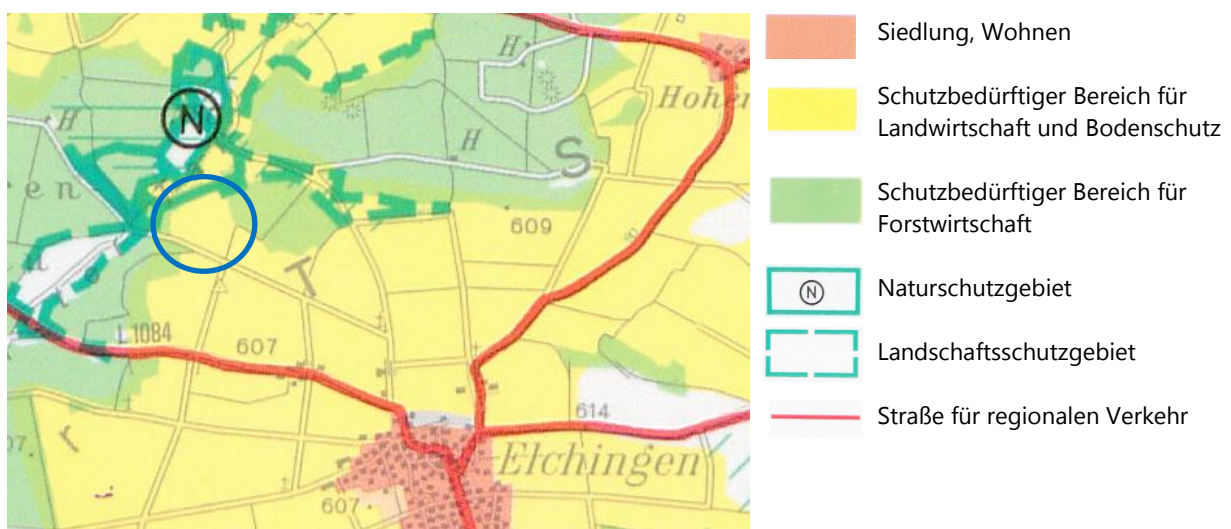 H
N
Hohen
H
H
S
e n
609
T
L 1084
607
614
Elchingen
r
607
07.
Siedlung, Wohnen
Schutzbedürftiger Bereich für
Landwirtschaft und Bodenschutz
Schutzbedürftiger Bereich für
Forstwirtschaft
N
Naturschutzgebiet
Landschaftsschutzgebiet
Straße für regionalen Verkehr